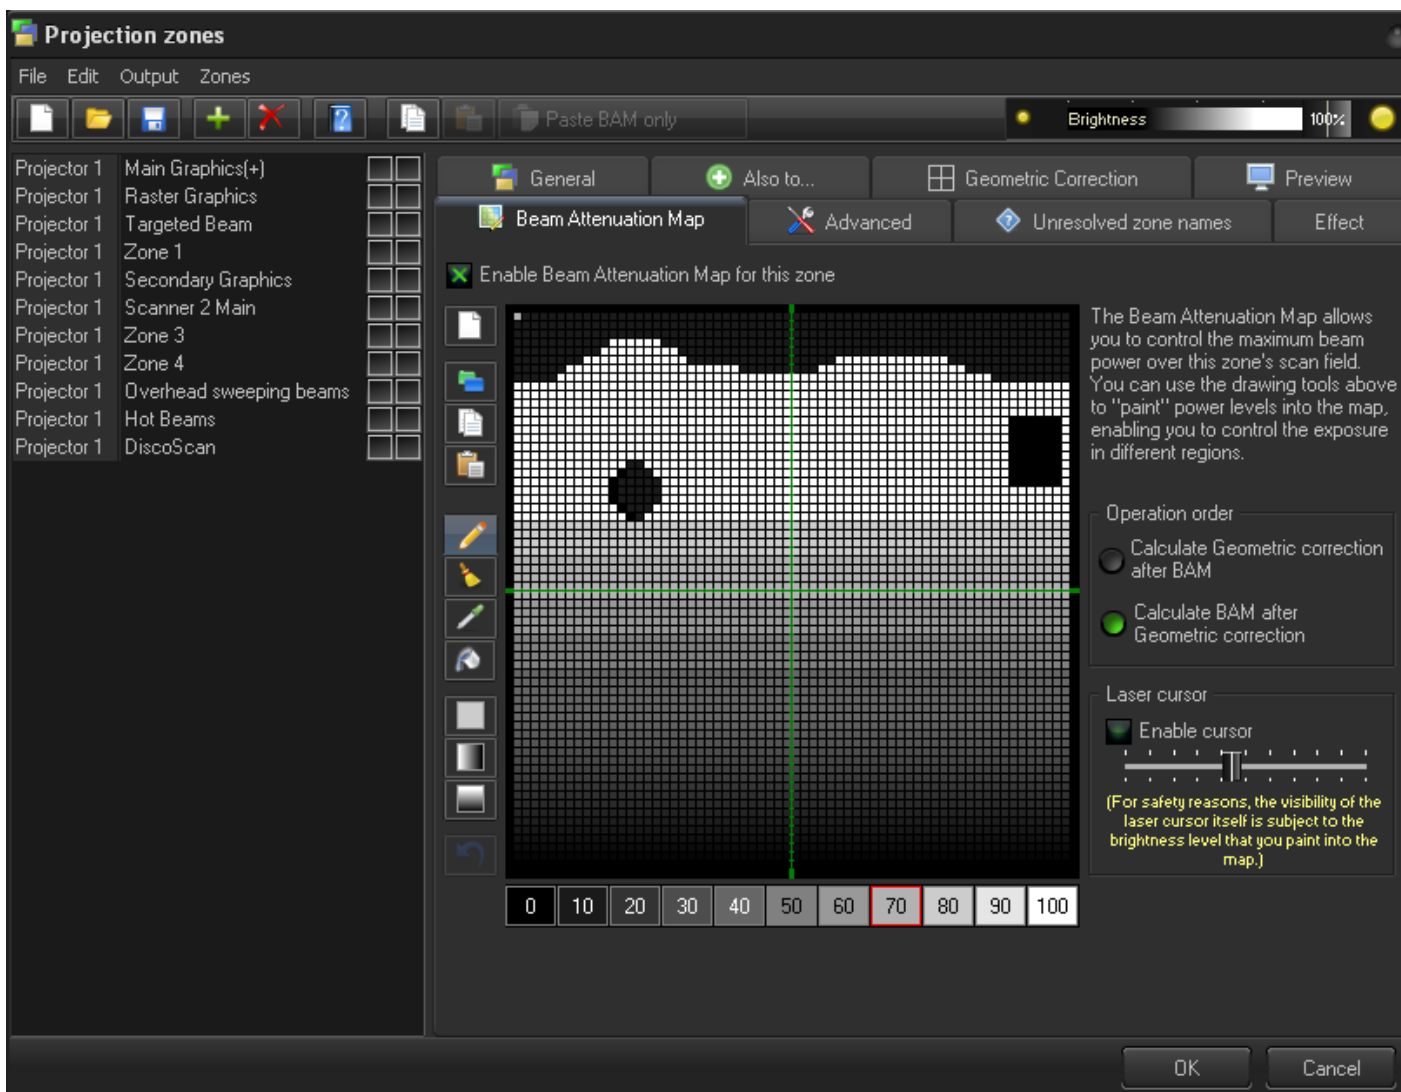 Projection zones
File Edit Output Zones
Paste BAM only
Brightness 100%
Projector 1 Main Graphics(+)
Projector 1 Raster Graphics
Projector 1 Targeted Beam
Projector 1 Zone 1
Projector 1 Secondary Graphics
Projector 1 Scanner 2 Main
Projector 1 Zone 3
Projector 1 Zone 4
Projector 1 Overhead sweeping beams
Projector 1 Hot Beams
Projector 1 DiscoScan
General Also to... Geometric Correction Preview
Beam Attenuation Map Advanced Unresolved zone names Effect
Enable Beam Attenuation Map for this zone
The Beam Attenuation Map allows
you to control the maximum beam
power over this zone's scan field.
You can use the drawing tools above
to "paint" power levels into the map,
enabling you to control the exposure
in different regions.
Operation order
Calculate Geometric correction
after BAM
Calculate BAM after
Geometric correction
Laser cursor
Enable cursor
(For safety reasons, the visibility of the
laser cursor itself is subject to the
brightness level that you paint into the
map.)
0 10 20 30 40 50 60 70 80 90 100
OK Cancel